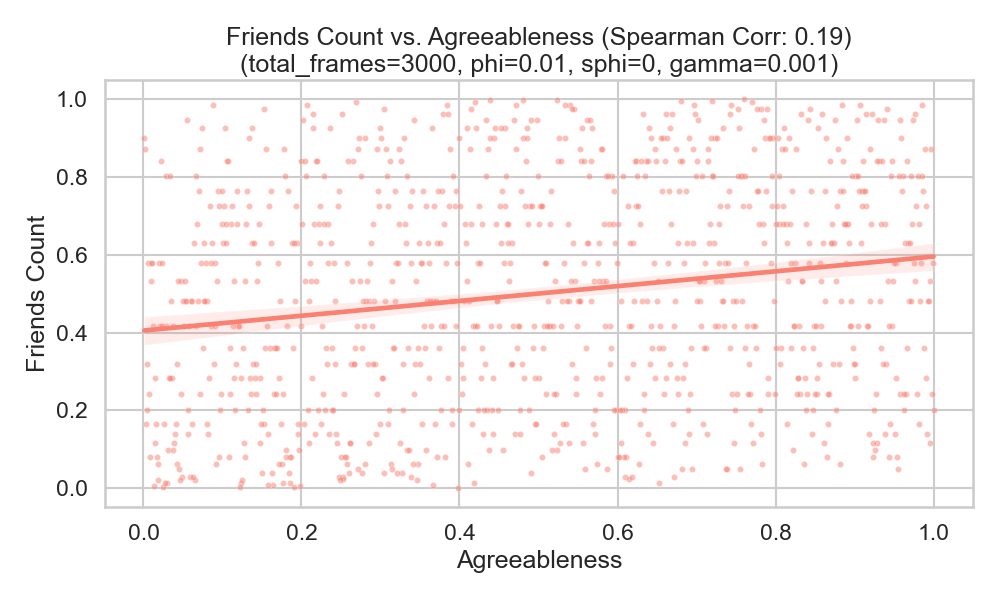 Friends Count vs. Agreeableness (Spearman Corr: 0.19)
(total_frames=3000, phi=0.01, sphi=0, gamma=0.001)
Friends Count
1.0
0.8
0.6
0.4
0.2
0.0
0.0 0.2 0.4 0.6 0.8 1.0
Agreeableness